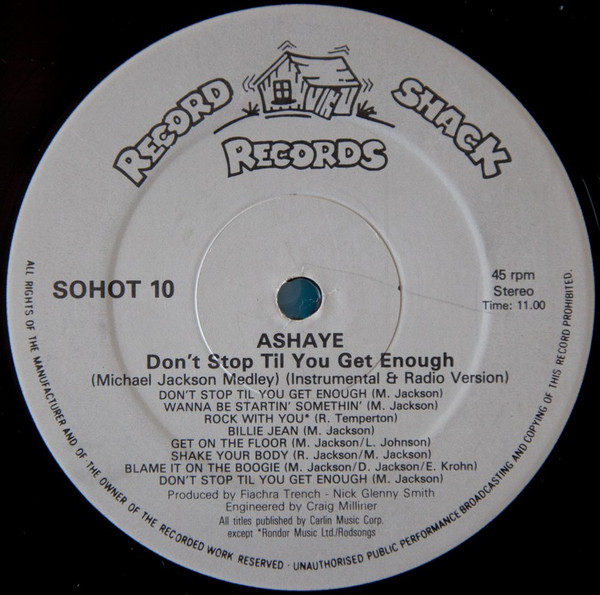 RECORD SHACK
RECORDS
SOHOT 10
45 rpm
Stereo
Time: 11.00
ASHAYE
Don't Stop Til You Get Enough
(Michael Jackson Medley) (Instrumental & Radio Version)
DON'T STOP TIL YOU GET ENOUGH (M. Jackson)
WANNA BE STARTIN' SOMETHIN' (M. Jackson)
ROCK WITH YOU* (R. Temperton)
BILLIE JEAN (M. Jackson)
GET ON THE FLOOR (M. Jackson/L. Johnson)
SHAKE YOUR BODY (R. Jackson/M. Jackson)
BLAME IT ON THE BOOGIE (M. Jackson/D. Jackson/E. Krohn)
DON'T STOP TIL YOU GET ENOUGH (M. Jackson)
Produced by Fiachra Trench - Nick Glenny Smith
Engineered by Craig Milliner
All titles published by Carlin Music Corp.
except *Rondor Music Ltd./Rodsongs
ALL RIGHTS OF THE MANUFACTURER AND OF THE OWNER OF THE RECORDED WORK RESERVED · UNAUTHORISED PUBLIC PERFORMANCE BROADCASTING AND COPYING OF THIS RECORD PROHIBITED.